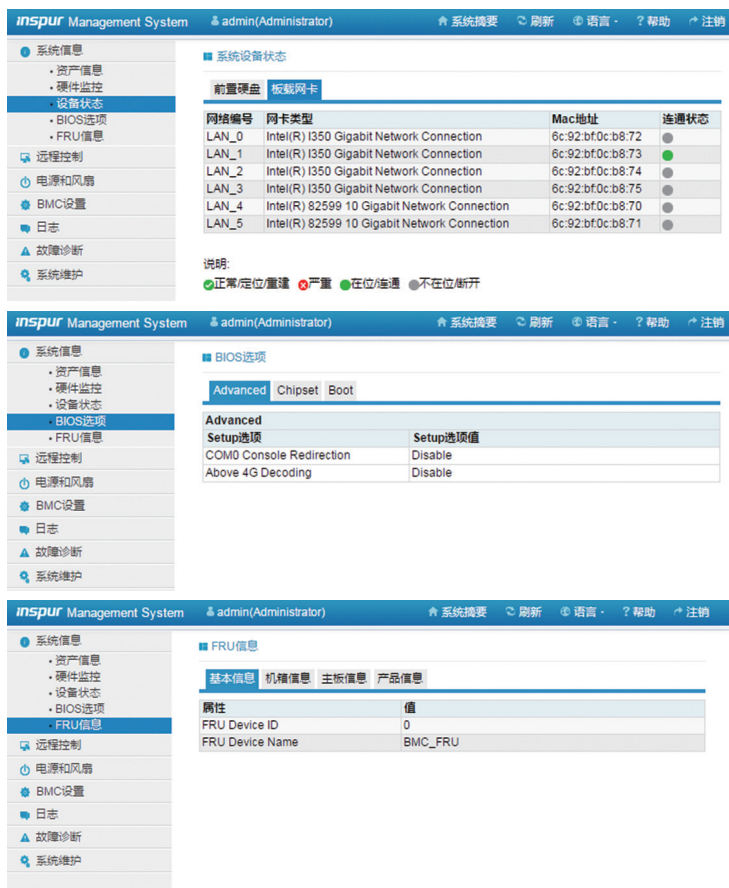 inspur Management System admin(Administrator) 系统摘要 刷新 语言 · ? 帮助 注销
系统信息
· 资产信息
· 硬件监控
· 设备状态
· BIOS选项
· FRU信息
远程控制
电源和风扇
BMC设置
日志
故障诊断
系统维护
系统设备状态
前置硬盘 板载网卡
网络编号 网卡类型 Mac地址 连通状态
LAN_0 Intel(R) I350 Gigabit Network Connection 6c:92:bf:0c:b8:72
LAN_1 Intel(R) I350 Gigabit Network Connection 6c:92:bf:0c:b8:73
LAN_2 Intel(R) I350 Gigabit Network Connection 6c:92:bf:0c:b8:74
LAN_3 Intel(R) I350 Gigabit Network Connection 6c:92:bf:0c:b8:75
LAN_4 Intel(R) 82599 10 Gigabit Network Connection 6c:92:bf:0c:b8:70
LAN_5 Intel(R) 82599 10 Gigabit Network Connection 6c:92:bf:0c:b8:71
说明:
正常/定位/重建 严重 在位/连通 不在位/断开
inspur Management System admin(Administrator) 系统摘要 刷新 语言 · ? 帮助 注销
系统信息
· 资产信息
· 硬件监控
· 设备状态
· BIOS选项
· FRU信息
远程控制
电源和风扇
BMC设置
日志
故障诊断
系统维护
BIOS选项
Advanced Chipset Boot
Advanced
Setup选项 Setup选项值
COM0 Console Redirection Disable
Above 4G Decoding Disable
inspur Management System admin(Administrator) 系统摘要 刷新 语言 · ? 帮助 注销
系统信息
· 资产信息
· 硬件监控
· 设备状态
· BIOS选项
· FRU信息
远程控制
电源和风扇
BMC设置
日志
故障诊断
系统维护
FRU信息
基本信息 机箱信息 主板信息 产品信息
属性 值
FRU Device ID 0
FRU Device Name BMC_FRU